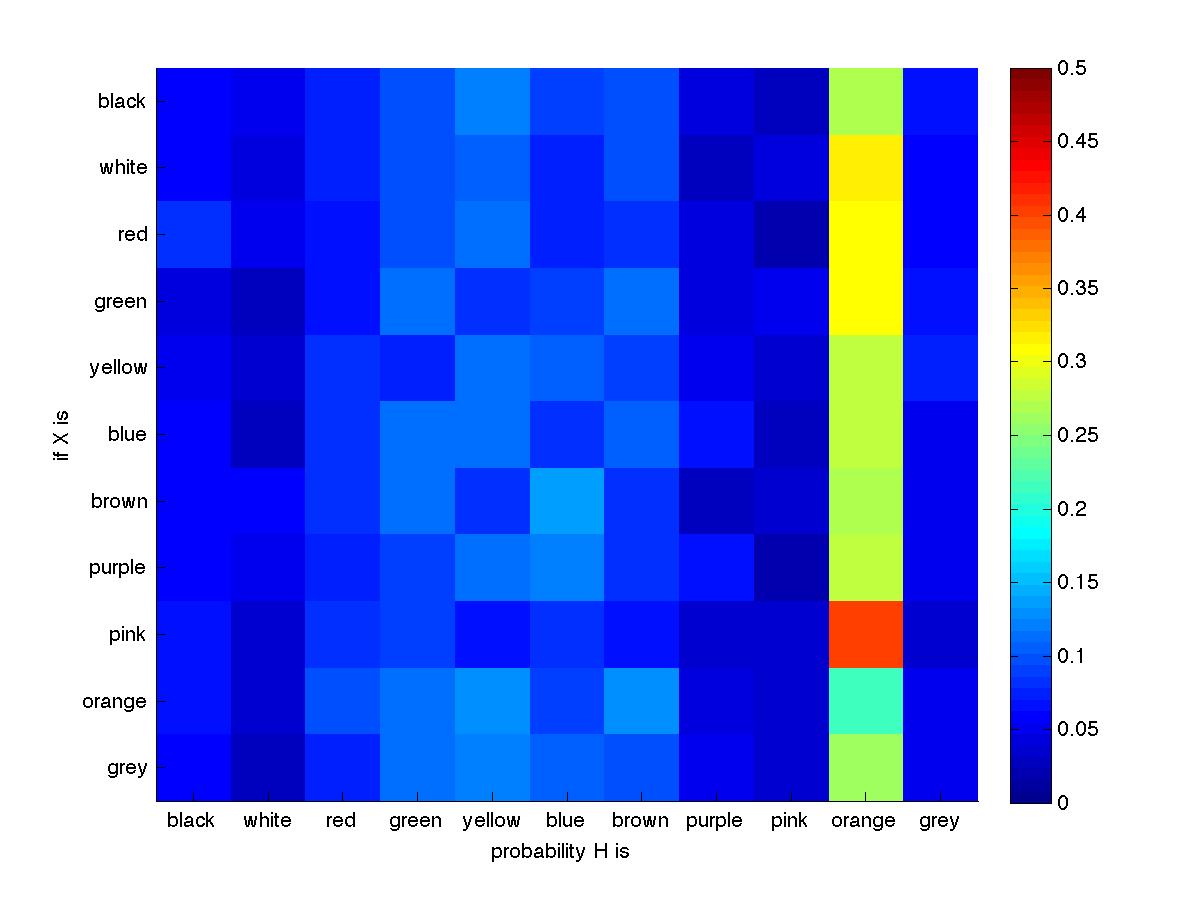 black
white
red
green
yellow
blue
brown
purple
pink
orange
grey
if X is
black white red green yellow blue brown purple pink orange grey
probability H is
0.5
0.45
0.4
0.35
0.3
0.25
0.2
0.15
0.1
0.05
0